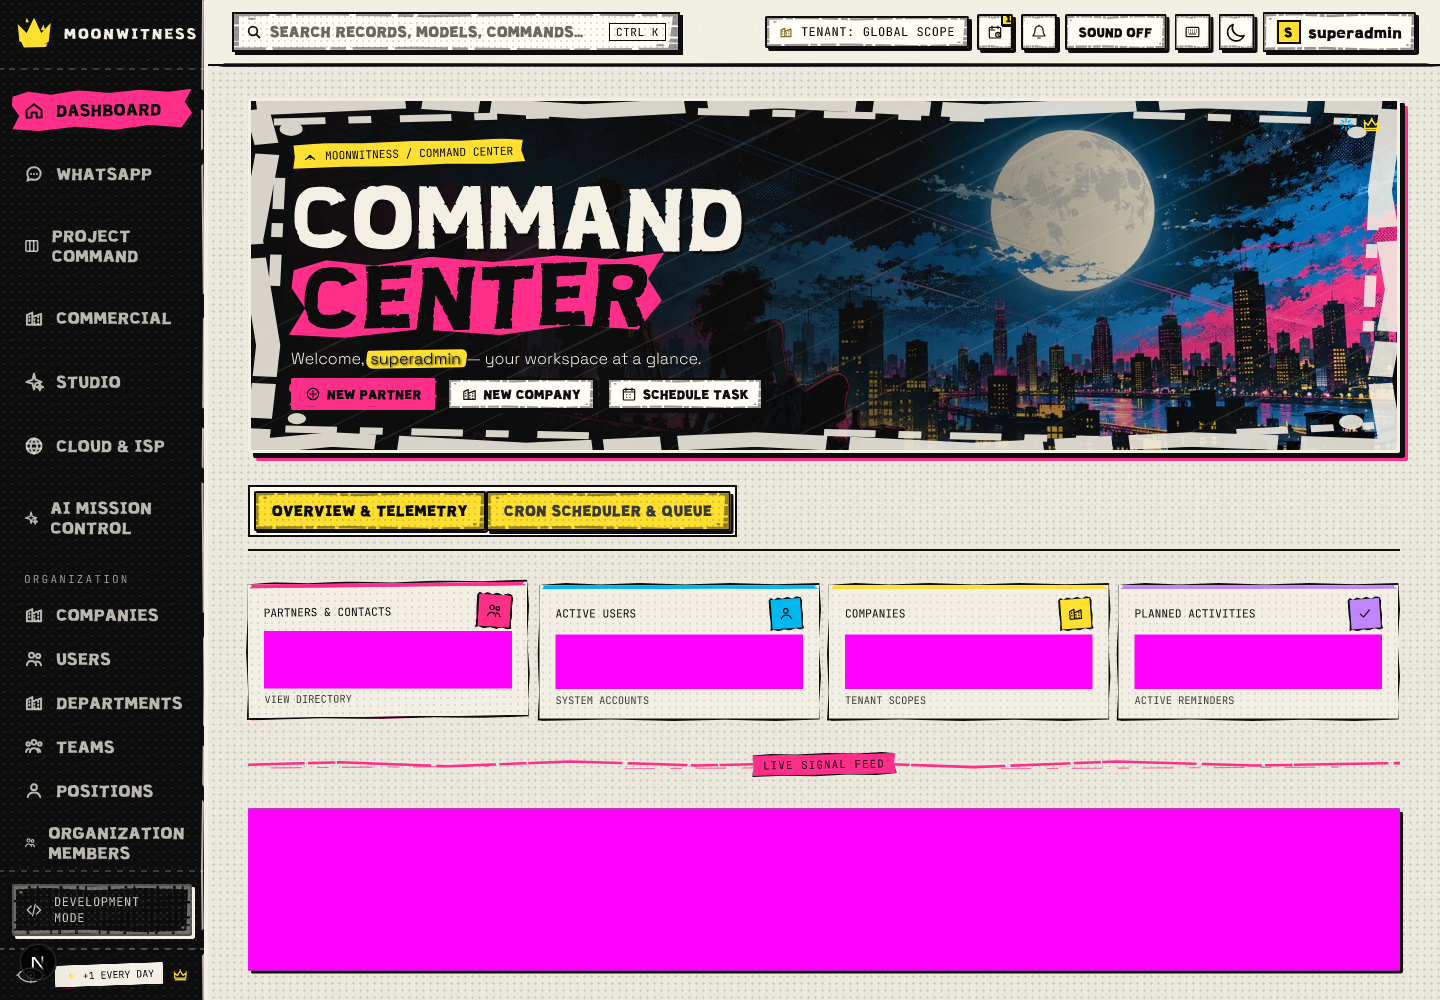 MOONWITNESS
SEARCH RECORDS, MODELS, COMMANDS…
CTRL K
TENANT: GLOBAL SCOPE
SOUND OFF
S
superadmin
DASHBOARD
WHATSAPP
PROJECT
COMMAND
COMMERCIAL
STUDIO
CLOUD & ISP
AI MISSION
CONTROL
ORGANIZATION
COMPANIES
USERS
DEPARTMENTS
TEAMS
POSITIONS
ORGANIZATION
MEMBERS
DEVELOPMENT
MODE
N
+1 EVERY DAY
MOONWITNESS / COMMAND CENTER
COMMAND
CENTER
Welcome, superadmin — your workspace at a glance.
NEW PARTNER
NEW COMPANY
SCHEDULE TASK
OVERVIEW & TELEMETRY
CRON SCHEDULER & QUEUE
PARTNERS & CONTACTS
VIEW DIRECTORY
ACTIVE USERS
SYSTEM ACCOUNTS
COMPANIES
TENANT SCOPES
PLANNED ACTIVITIES
ACTIVE REMINDERS
LIVE SIGNAL FEED